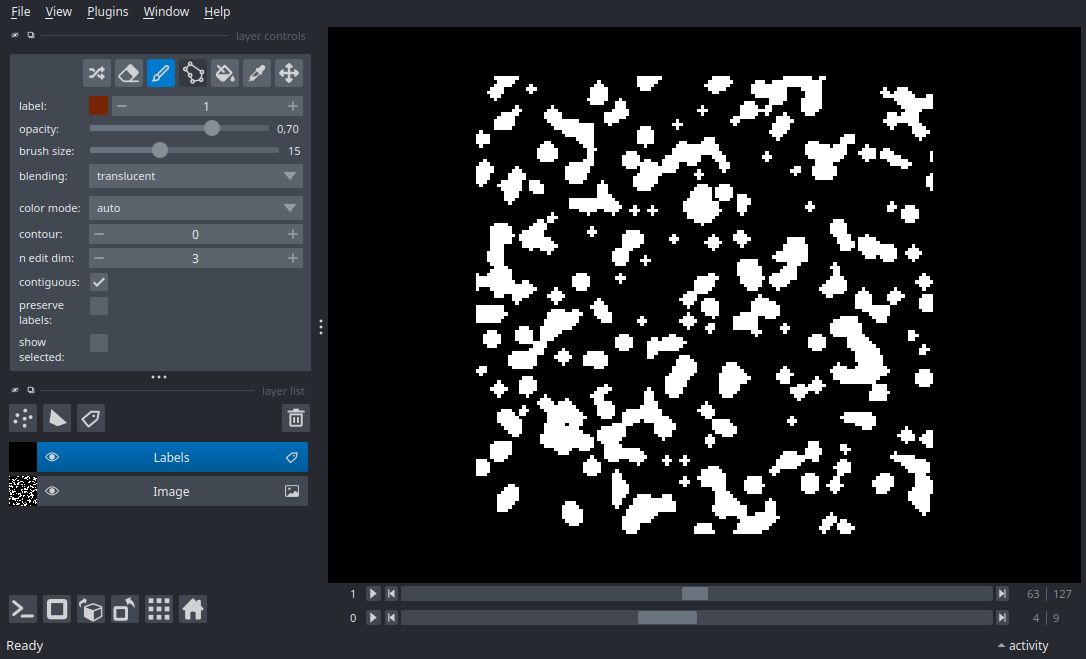 File View Plugins Window Help
layer controls
label: 1
opacity: 0,70
brush size: 15
blending: translucent
color mode: auto
contour: 0
n edit dim: 3
contiguous:
preserve
labels:
show
selected:
layer list
Labels
Image
1 63 127
0 4 9
Ready activity